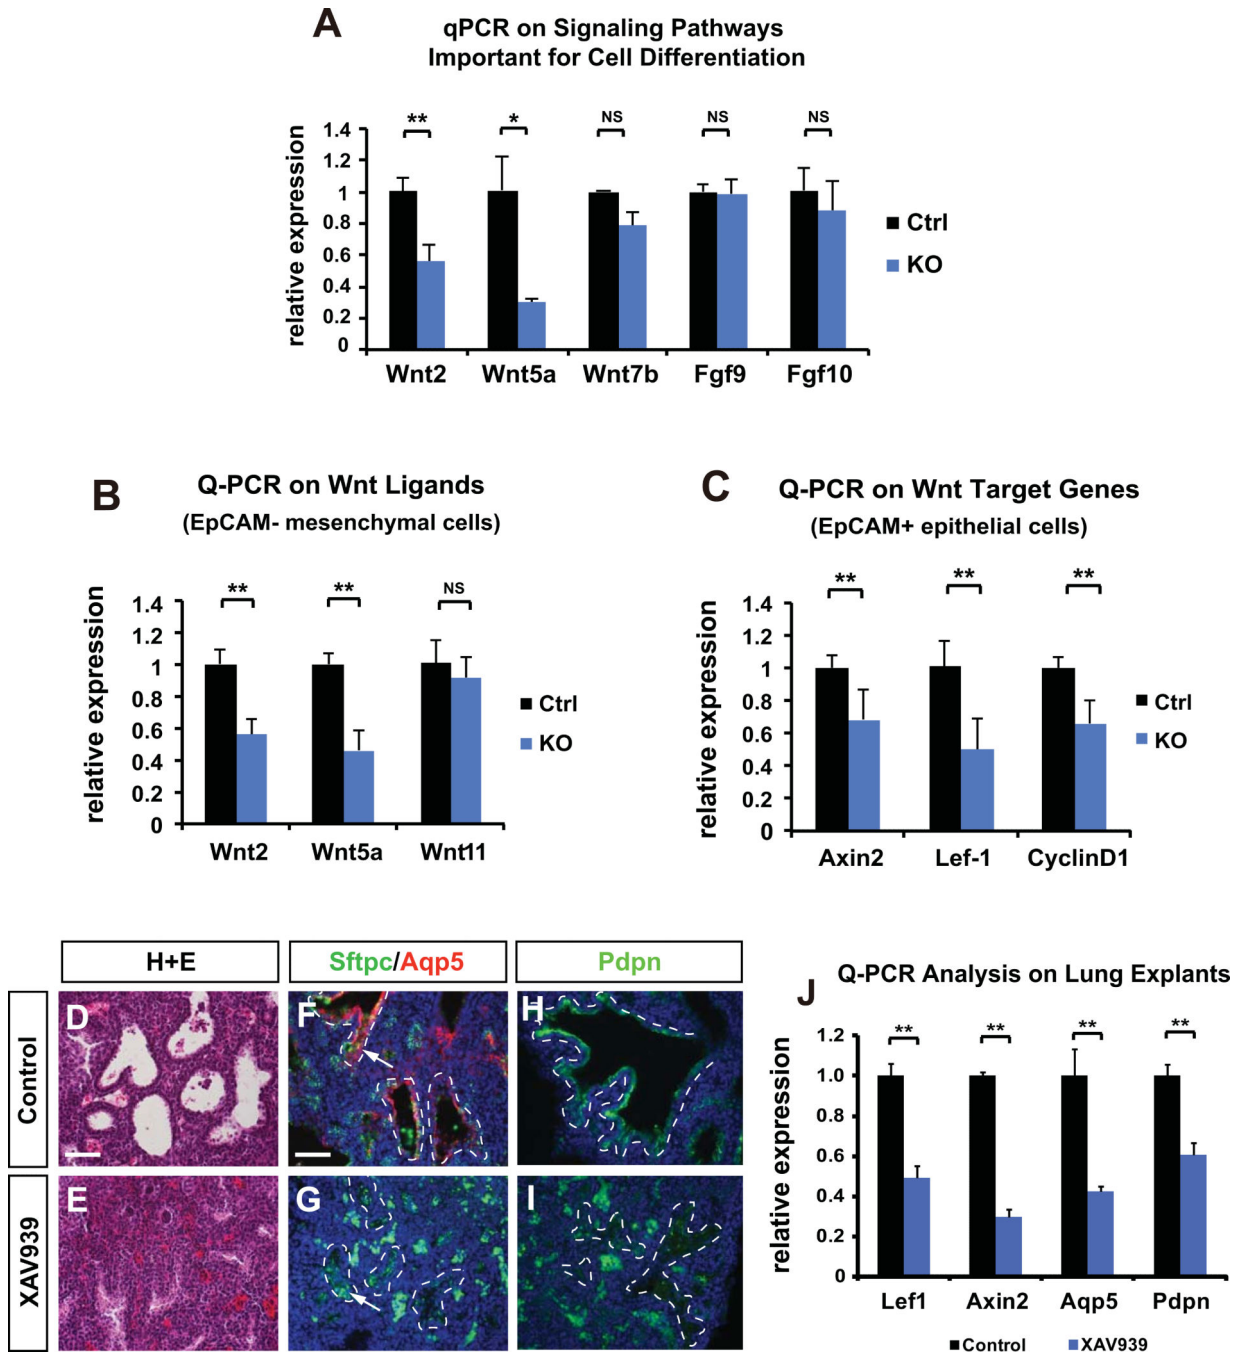 A
qPCR on Signaling Pathways
Important for Cell Differentiation
** * NS NS NS
1.4
1.2
1
0.8
0.6
0.4
0.2
0
relative expression
Wnt2 Wnt5a Wnt7b Fgf9 Fgf10
Ctrl
KO
B
Q-PCR on Wnt Ligands
(EpCAM- mesenchymal cells)
** ** NS
1.4
1.2
1
0.8
0.6
0.4
0.2
0
relative expression
Wnt2 Wnt5a Wnt11
Ctrl
KO
C
Q-PCR on Wnt Target Genes
(EpCAM+ epithelial cells)
** ** **
1.4
1.2
1
0.8
0.6
0.4
0.2
0
relative expression
Axin2 Lef-1 CyclinD1
Ctrl
KO
H+E Sftpc/Aqp5 Pdpn
Control
D F H
XAV939
E G I
J
Q-PCR Analysis on Lung Explants
** ** ** **
1.2
1.0
0.8
0.6
0.4
0.2
0
relative expression
Lef1 Axin2 Aqp5 Pdpn
Control XAV939